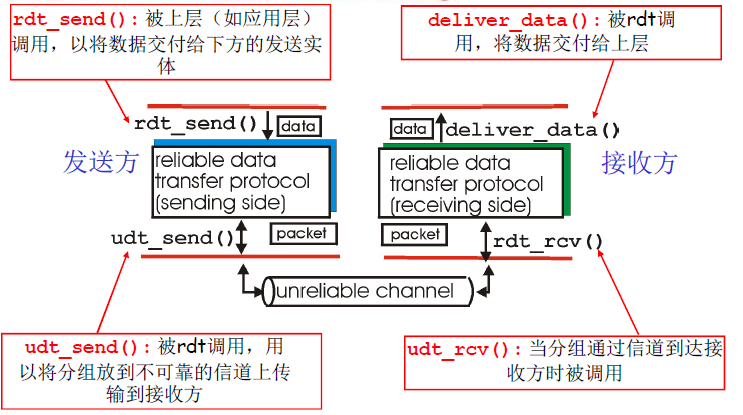 rdt_send():被上层(如应用层)
调用,以将数据交付给下方的发送实
体
deliver_data():被rdt调
用,将数据交付给上层
rdt_send()
data
data
deliver_data()
发送方
reliable data
transfer protocol
(sending side)
reliable data
transfer protocol
(receiving side)
接收方
udt_send()
packet
packet
rdt_rcv()
unreliable channel
udt_send():被rdt调用,用
以将分组放到不可靠的信道上传
输到接收方
udt_rcv():当分组通过信道到达接
收方时被调用